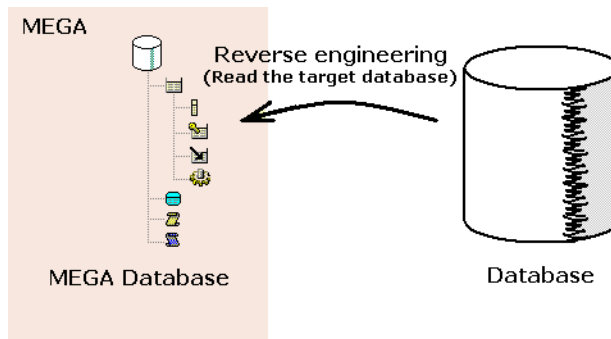 MEGA
Reverse engineering
(Read the target database)
MEGA Database
Database